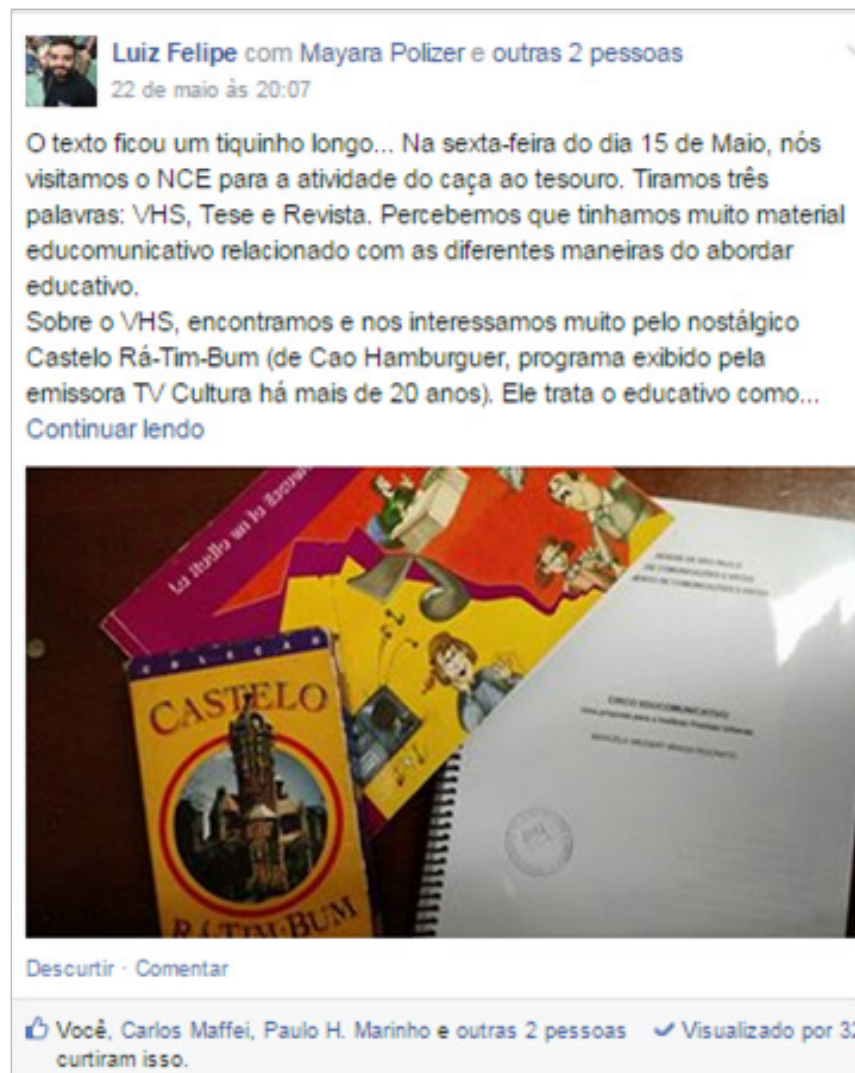 Luiz Felipe com Mayara Polizer e outras 2 pessoas
22 de maio às 20:07
O texto ficou um tiquinho longo... Na sexta-feira do dia 15 de Maio, nós
visitamos o NCE para a atividade do caça ao tesouro. Tiramos três
palavras: VHS, Tese e Revista. Percebemos que tinhamos muito material
educomunicativo relacionado com as diferentes maneiras do abordar
educativo.
Sobre o VHS, encontramos e nos interessamos muito pelo nostálgico
Castelo Rá-Tim-Bum (de Cao Hamburguer, programa exibido pela
emissora TV Cultura há mais de 20 anos). Ele trata o educativo como...
Continuar lendo
COLEÇÃO
CASTELO
RÁ-TIM-BUM
CIRCO EDUCOMUNICATIVO
Descurtir · Comentar
Você, Carlos Maffei, Paulo H. Marinho e outras 2 pessoas
curtiram isso.
Visualizado por 32